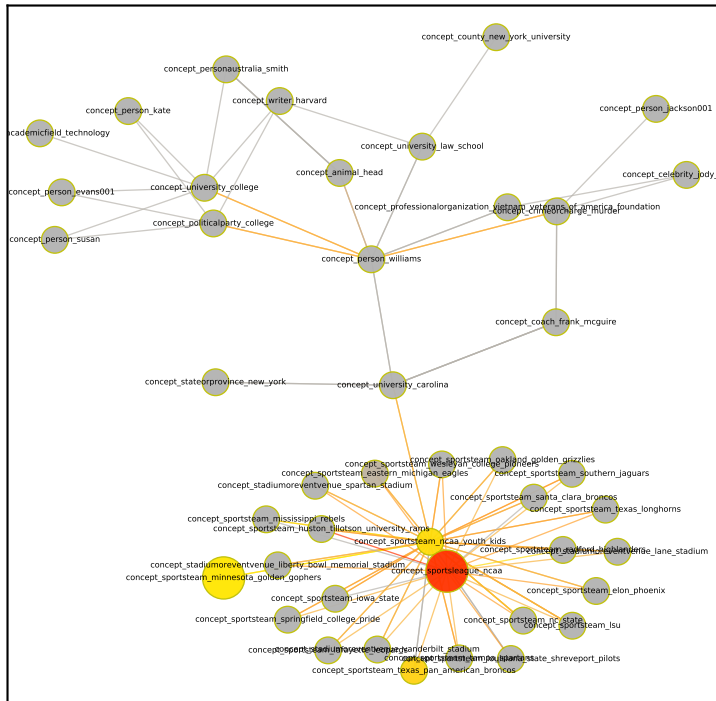 concept_county_new_york_university
concept_personaustralia_smith
concept_writer_harvard
concept_person_kate
concept_person_jackson001
academicfield_technology
concept_university_law_school
concept_animal_head
concept_celebrity_jody_
concept_university_college
concept_person_evans001
concept_professionalorganization_vietnam_veterans_of_america_foundation
concept_crimeorcharge_murder
concept_politicalparty_college
concept_person_susan
concept_person_williams
concept_coach_frank_mcguire
concept_stateorprovince_new_york
concept_university_carolina
concept_sportsteam_oakland_golden_grizzlies
concept_sportsteam_wesleyan_college_pioneers
concept_sportsteam_eastern_michigan_eagles
concept_sportsteam_southern_jaguars
concept_stadiumoreventvenue_spartan_stadium
concept_sportsteam_santa_clara_broncos
concept_sportsteam_texas_longhorns
concept_sportsteam_mississippi_rebels
concept_sportsteam_huston_tillotson_university_rams
concept_sportsteam_ncaa_youth_kids
concept_stadiumoreventvenue_liberty_bowl_memorial_stadium
concept_sportsleague_ncaa
concept_sportsteam_minnesota_golden_gophers
concept_sportsteam_elon_phoenix
concept_sportsteam_iowa_state
concept_sportsteam_springfield_college_pride
concept_sportsteam_nc_state
concept_sportsteam_lsu
concept_sportsteam_texas_pan_american_broncos